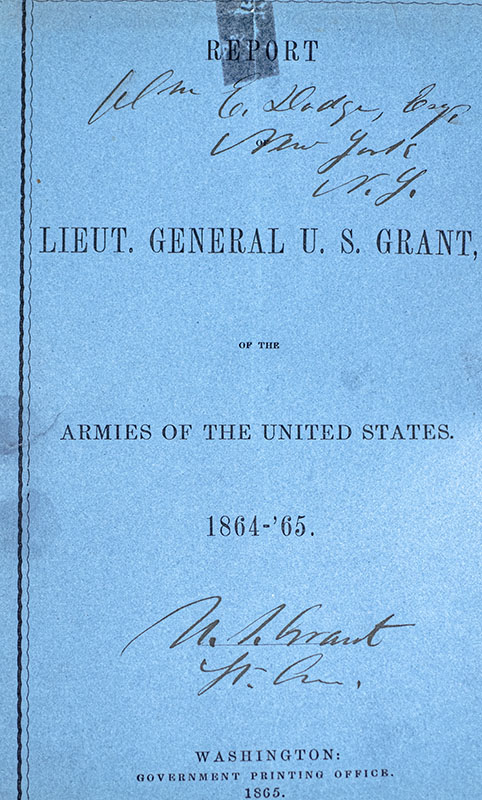 REPORT
Wm E. Dodge, Esq.
New York
N. Y.
LIEUT. GENERAL U. S. GRANT,
OF THE
ARMIES OF THE UNITED STATES.
1864-'65.
U. S. Grant
Lt. Gen.
WASHINGTON:
GOVERNMENT PRINTING OFFICE.
1865.